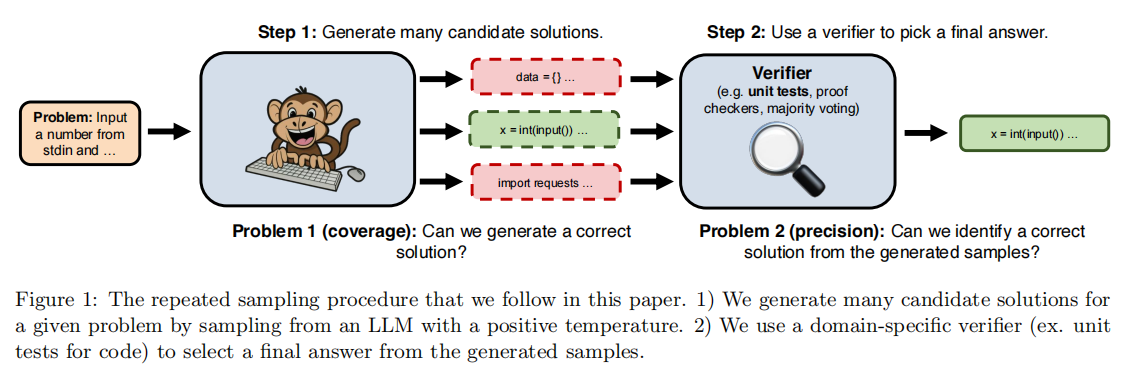 Step 1: Generate many candidate solutions.
Step 2: Use a verifier to pick a final answer.
Problem: Input
a number from
stdin and ...
data = {} ...
x = int(input()) ...
import requests ...
Verifier
(e.g. unit tests, proof
checkers, majority voting)
x = int(input()) ...
Problem 1 (coverage): Can we generate a correct
solution?
Problem 2 (precision): Can we identify a correct
solution from the generated samples?
Figure 1: The repeated sampling procedure that we follow in this paper. 1) We generate many candidate solutions for
a given problem by sampling from an LLM with a positive temperature. 2) We use a domain-specific verifier (ex. unit
tests for code) to select a final answer from the generated samples.